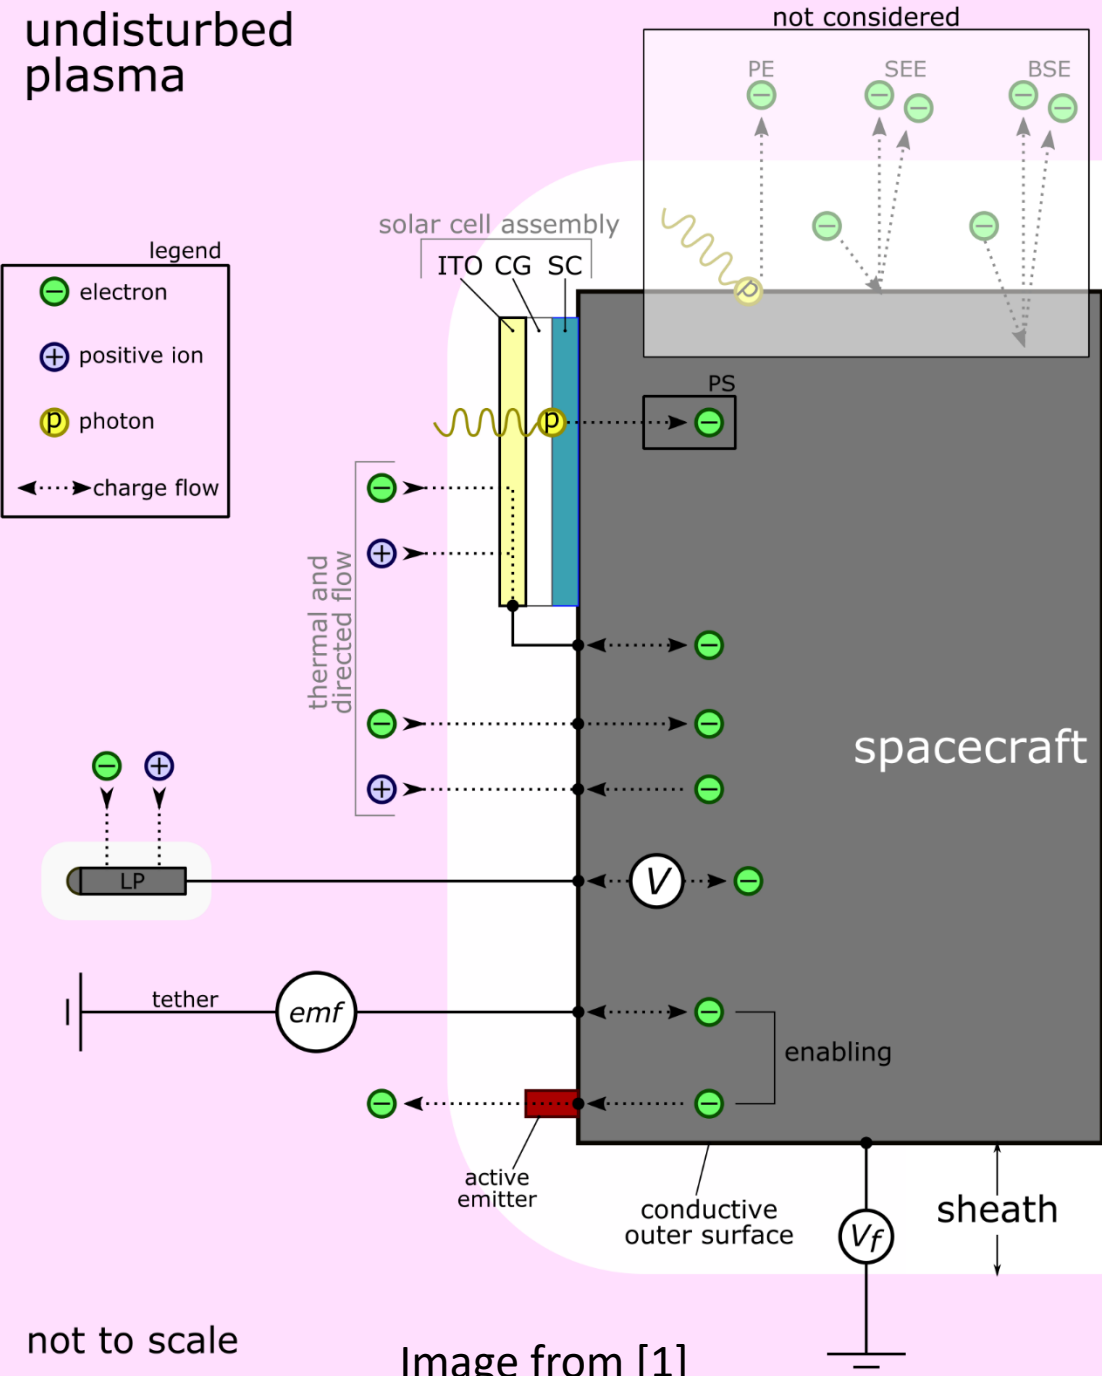 undisturbed
plasma
not considered
PE
SEE
BSE
p
solar cell assembly
ITO CG SC
legend
electron
positive ion
p photon
charge flow
PS
p
thermal and
directed flow
spacecraft
LP
V
tether
emf
enabling
active
emitter
conductive
outer surface
Vf
sheath
not to scale
Image from [1]